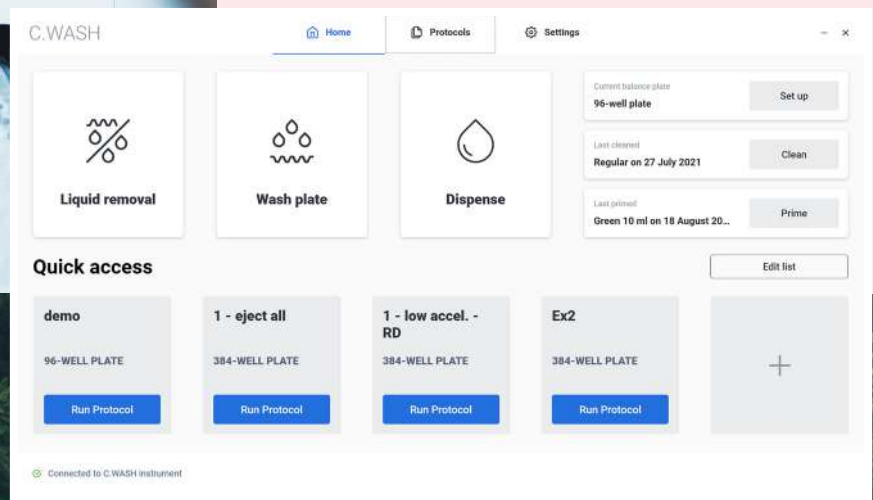 C.WASH
Home
Protocols
Settings
Liquid removal
Wash plate
Dispense
Current balance plate
96-well plate
Set up
Last cleaned
Regular on 27 July 2021
Clean
Last primed
Green 10 ml on 18 August 20...
Prime
Quick access
Edit list
demo
96-WELL PLATE
Run Protocol
1 - eject all
384-WELL PLATE
Run Protocol
1 - low accel. -
RD
384-WELL PLATE
Run Protocol
Ex2
384-WELL PLATE
Run Protocol
Connected to C.WASH instrument